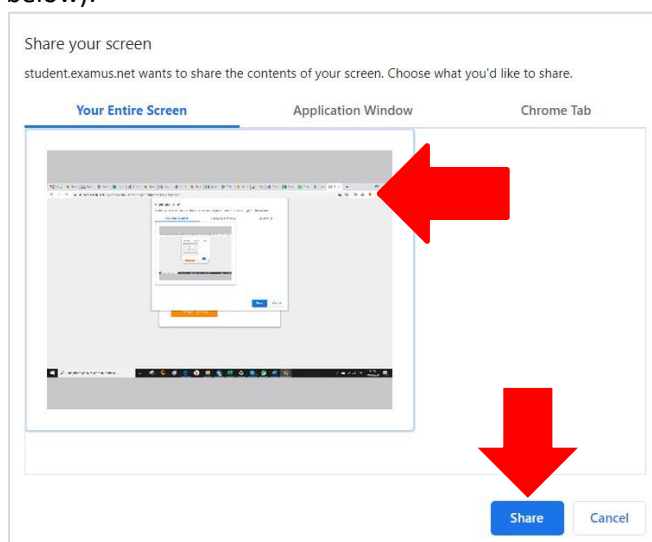 below).
Share your screen
student.examus.net wants to share the contents of your screen. Choose what you'd like to share.
Your Entire Screen Application Window Chrome Tab
Share Cancel